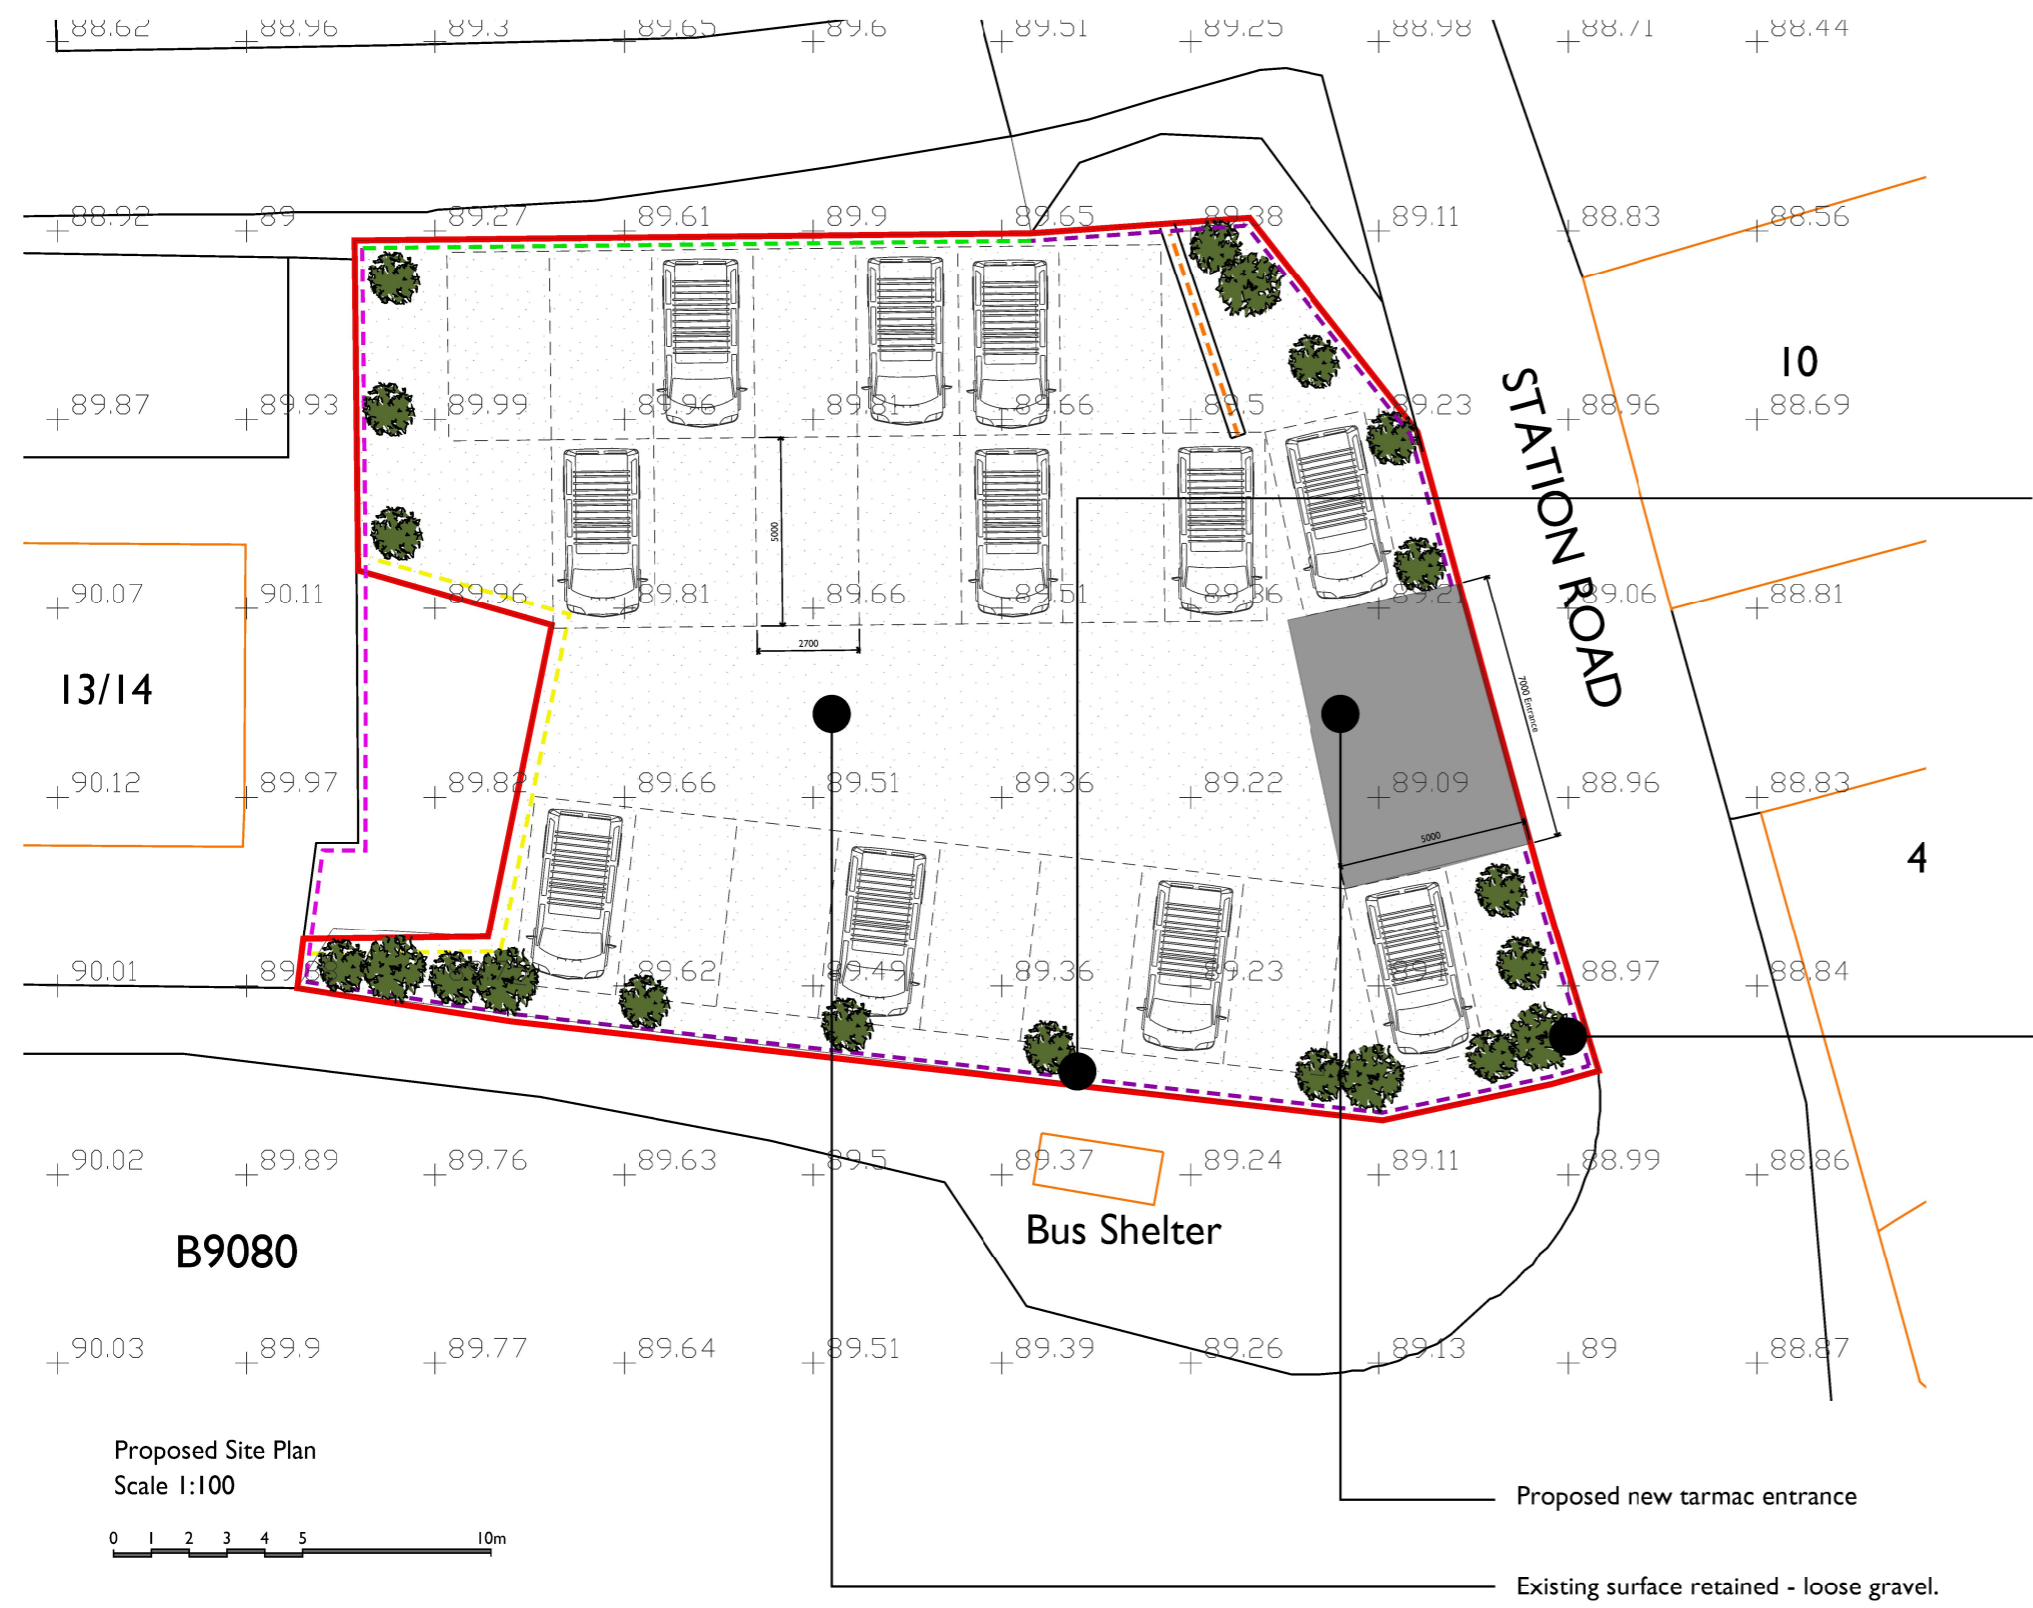 88.62 88.96 89.3 89.65 89.6 89.51 89.25 88.98 88.71 88.44
88.92 89 89.27 89.61 89.9 89.65 89.38 89.11 88.83 88.56
10
STATION ROAD
89.87 89.93 89.99 89.96 89.66 89.5 89.23 88.96 88.69
5000
90.07 90.11 89.96 89.81 89.66 89.51 89.36 89.21 89.06 88.81
2700
13/14
7000 Entrance
90.12 89.97 89.82 89.66 89.51 89.36 89.22 89.09 88.96 88.83
5000
4
90.01 89.62 89.49 89.36 89.23 88.97 88.84
90.02 89.89 89.76 89.63 89.5 89.37 89.24 89.11 88.99 88.86
Bus Shelter
B9080
90.03 89.9 89.77 89.64 89.51 89.39 89.26 89.13 89 88.87
Proposed Site Plan
Scale 1:100
Proposed new tarmac entrance
0 1 2 3 4 5 10m
Existing surface retained - loose gravel.